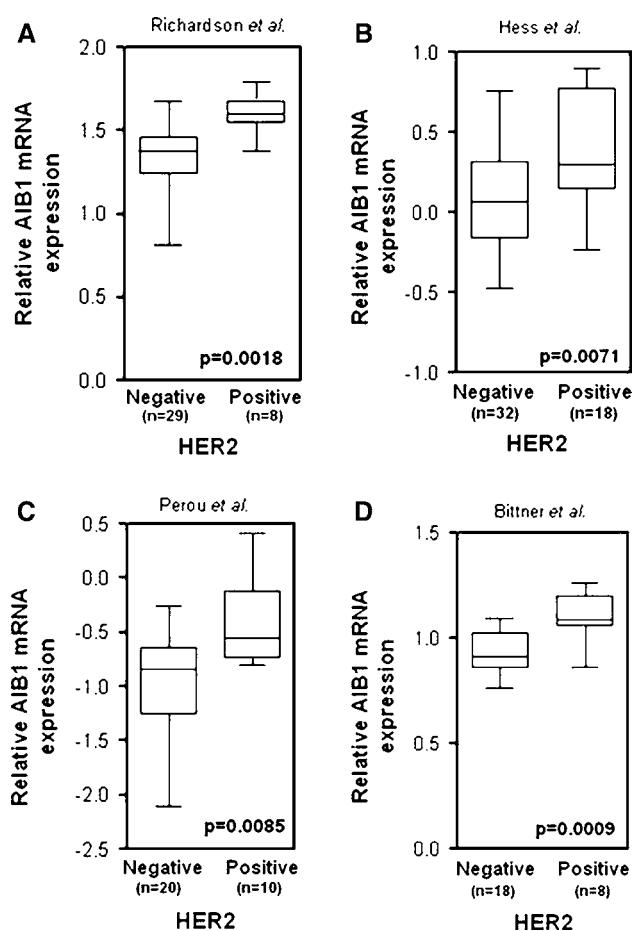 A
Richardson et al.
Relative AIB1 mRNA
expression
2.0
1.5
1.0
0.5
0.0
p=0.0018
Negative Positive
(n=29) (n=8)
HER2
B
Hess et al.
Relative AIB1 mRNA
expression
1.0
0.5
0.0
-0.5
-1.0
p=0.0071
Negative Positive
(n=32) (n=18)
HER2
C
Perou et al.
Relative AIB1 mRNA
expression
0.5
0.0
-0.5
-1.0
-1.5
-2.0
-2.5
p=0.0085
Negative Positive
(n=20) (n=10)
HER2
D
Bittner et al.
Relative AIB1 mRNA
expression
1.5
1.0
0.5
0.0
p=0.0009
Negative Positive
(n=18) (n=8)
HER2